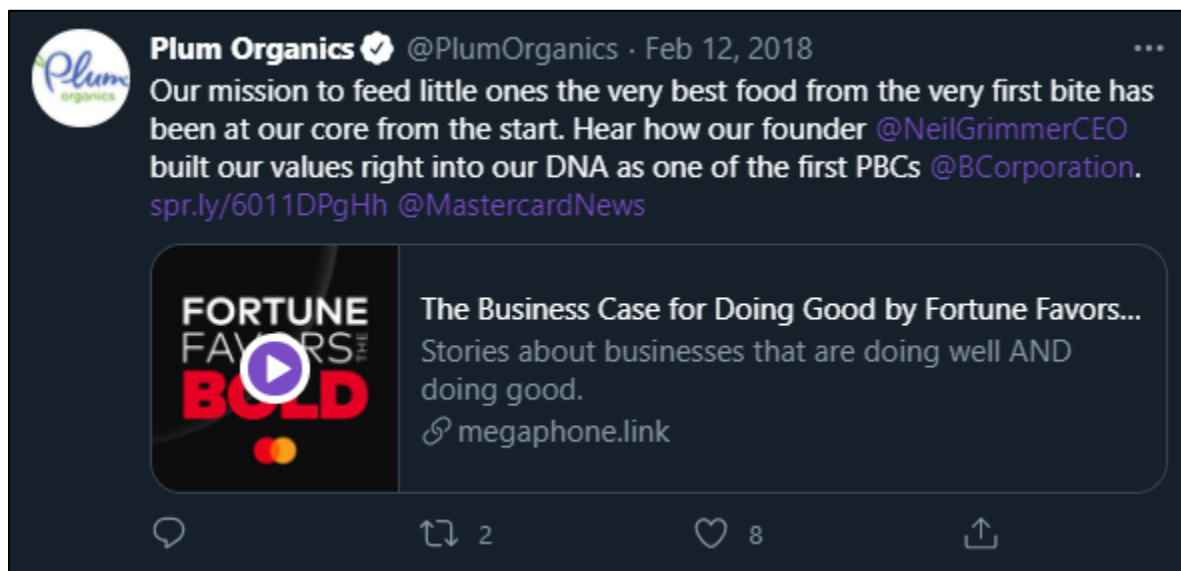 Plum Organics @PlumOrganics · Feb 12, 2018
Plum
organics
Our mission to feed little ones the very best food from the very first bite has
been at our core from the start. Hear how our founder @NeilGrimmerCEO
built our values right into our DNA as one of the first PBCs @BCorporation.
spr.ly/6011DPgHh @MastercardNews
FORTUNE
THE
BOLD
The Business Case for Doing Good by Fortune Favors...
Stories about businesses that are doing well AND
doing good.
megaphone.link
2
8